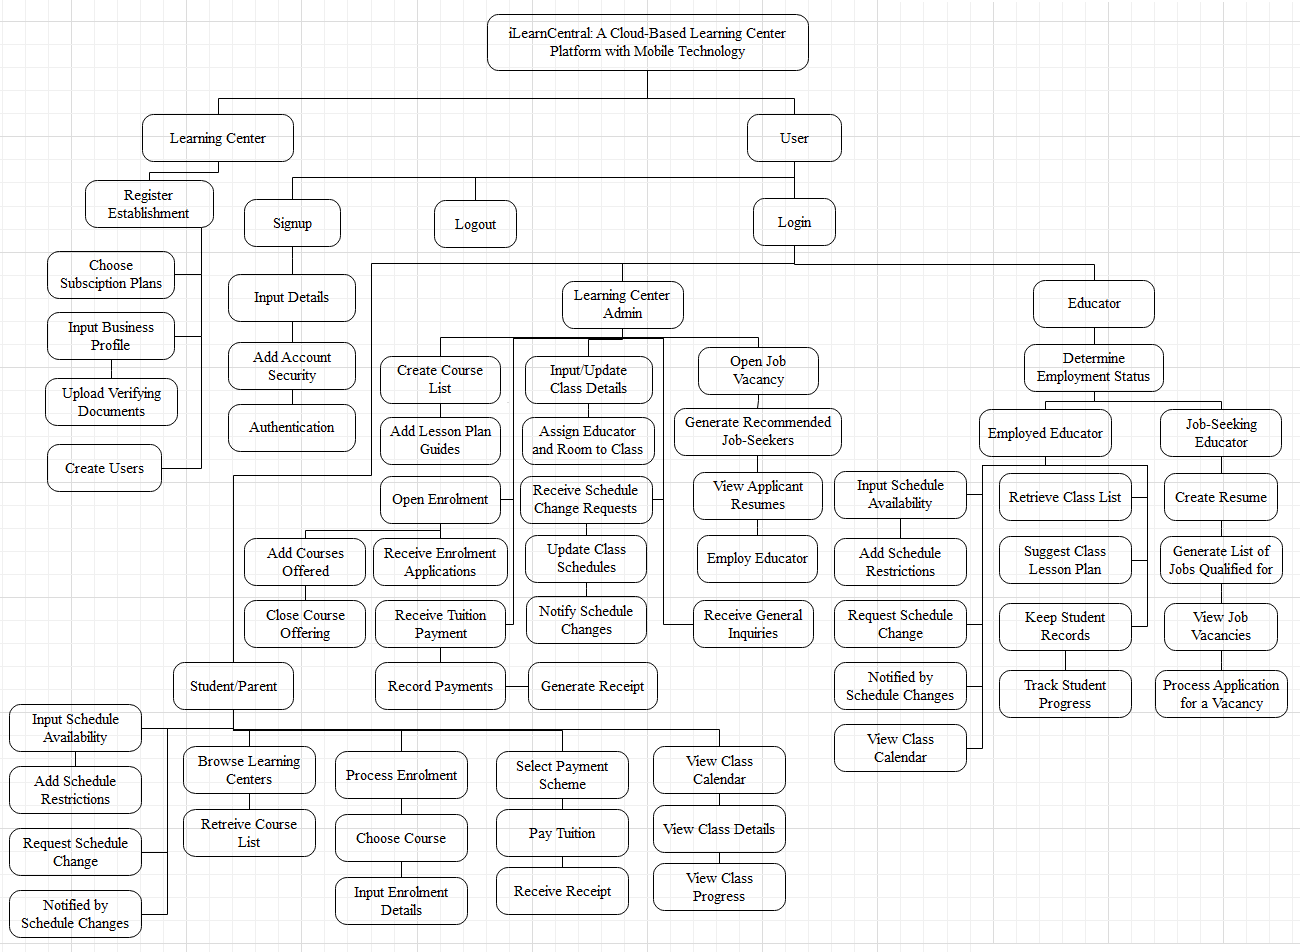 iLearnCentral: A Cloud-Based Learning Center
Platform with Mobile Technology
Learning Center
User
Register
Establishment
Signup
Logout
Login
Choose
Subsciption Plans
Input Business
Profile
Upload Verifying
Documents
Create Users
Input Details
Add Account
Security
Authentication
Learning Center
Admin
Educator
Create Course
List
Add Lesson Plan
Guides
Open Enrolment
Add Courses
Offered
Close Course
Offering
Receive Enrolment
Applications
Receive Tuition
Payment
Record Payments
Generate Receipt
Input/Update
Class Details
Assign Educator
and Room to Class
Receive Schedule
Change Requests
Update Class
Schedules
Notify Schedule
Changes
Open Job
Vacancy
Generate Recommended
Job-Seekers
View Applicant
Resumes
Employ Educator
Receive General
Inquiries
Determine
Employment Status
Employed Educator
Job-Seeking
Educator
Input Schedule
Availability
Add Schedule
Restrictions
Request Schedule
Change
Notified by
Schedule Changes
View Class
Calendar
Retrieve Class List
Suggest Class
Lesson Plan
Keep Student
Records
Track Student
Progress
Create Resume
Generate List of
Jobs Qualified for
View Job
Vacancies
Process Application
for a Vacancy
Student/Parent
Input Schedule
Availability
Add Schedule
Restrictions
Request Schedule
Change
Notified by
Schedule Changes
Browse Learning
Centers
Retreive Course
List
Process Enrolment
Choose Course
Input Enrolment
Details
Select Payment
Scheme
Pay Tuition
Receive Receipt
View Class
Calendar
View Class Details
View Class
Progress